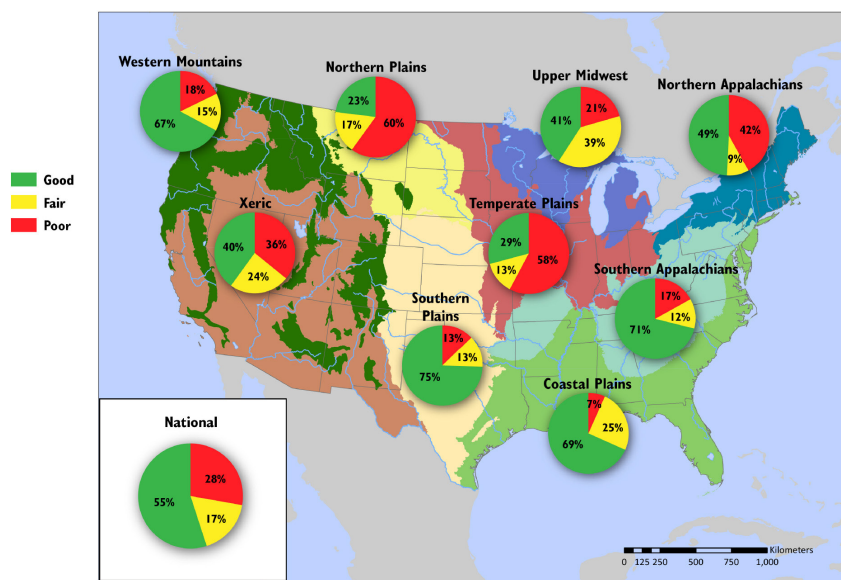 Western Mountains
18%
15%
67%
Northern Plains
23%
17%
60%
Upper Midwest
21%
41%
39%
Northern Appalachians
49%
42%
9%
Good
Fair
Poor
Xeric
40%
36%
24%
Temperate Plains
29%
13%
58%
Southern Appalachians
17%
12%
71%
Southern
Plains
13%
13%
75%
Coastal Plains
7%
25%
69%
National
28%
55%
17%
Kilometers
0 125 250 500 750 1,000